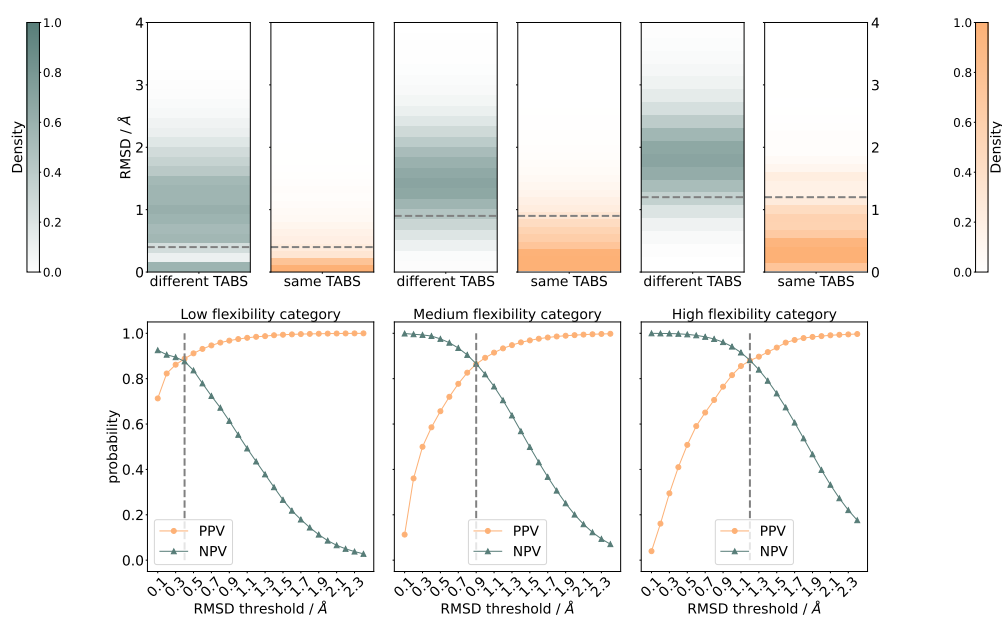 1.0
0.8
0.6
0.4
0.2
0.0
Density
4
3
2
1
0
RMSD / Å
different TABS
same TABS
different TABS
same TABS
different TABS
same TABS
4
3
2
1
0
1.0
0.8
0.6
0.4
0.2
0.0
Density
Low flexibility category
Medium flexibility category
High flexibility category
1.0
0.8
0.6
0.4
0.2
0.0
probability
PPV
NPV
PPV
NPV
PPV
NPV
0.1 0.3 0.5 0.7 0.9 1.1 1.3 1.5 1.7 1.9 2.1 2.3
0.1 0.3 0.5 0.7 0.9 1.1 1.3 1.5 1.7 1.9 2.1 2.3
0.1 0.3 0.5 0.7 0.9 1.1 1.3 1.5 1.7 1.9 2.1 2.3
RMSD threshold / Å
RMSD threshold / Å
RMSD threshold / Å